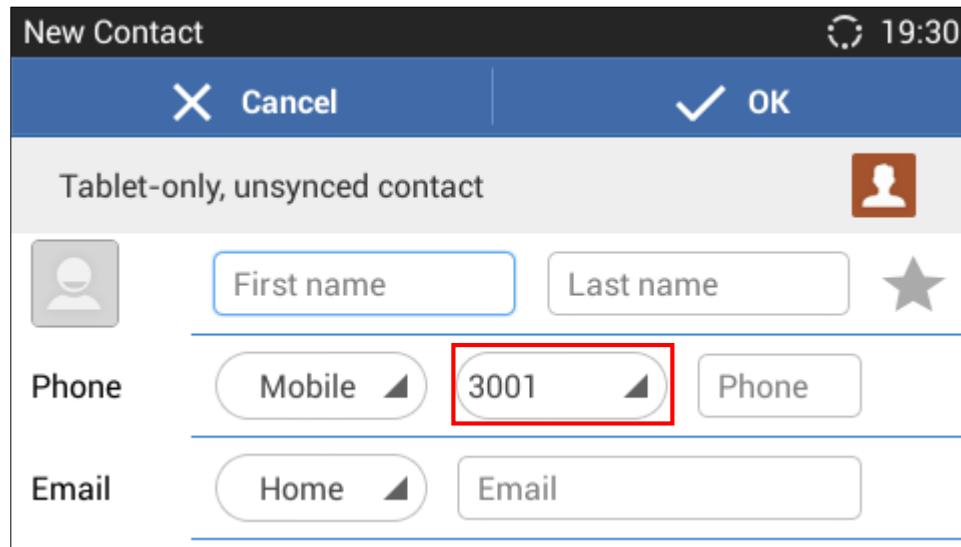 New Contact 19:30
Cancel OK
Tablet-only, unsynced contact
First name Last name
Phone Mobile 3001 Phone
Email Home Email